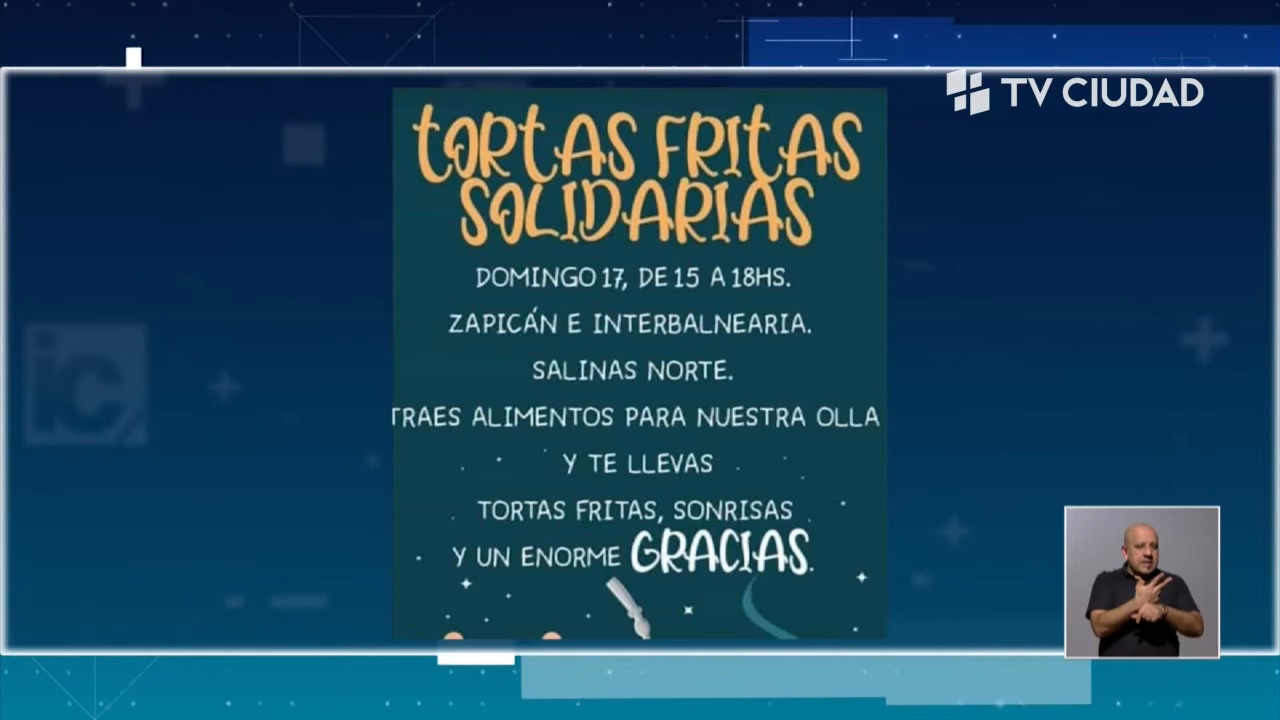 TV CIUDAD
TORTAS FRITAS
SOLIDARIAS
DOMINGO 17, DE 15 A 18HS.
ZAPICÁN E INTERBALNEARIA.
SALINAS NORTE.
TRAES ALIMENTOS PARA NUESTRA OLLA
Y TE LLEVAS
TORTAS FRITAS, SONRISAS
Y UN ENORME GRACIAS.
ic